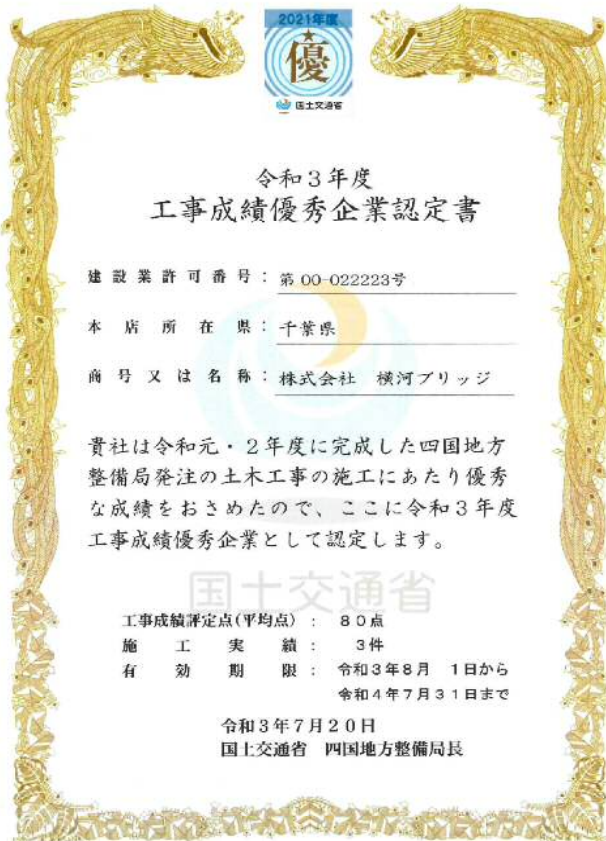 2021年度
優
国土交通省
令和3年度
工事成績優秀企業認定書
建設業許可番号：第00-022223号
本店所在県：千葉県
商号又は名称：株式会社 横河ブリッジ
貴社は令和元・2年度に完成した四国地方
整備局発注の土木工事の施工にあたり優秀
な成績をおさめたので、ここに令和3年度
工事成績優秀企業として認定します。
国土交通省
工事成績評定点(平均点)：80点
施工実績：3件
有効期限：令和3年8月 1日から
令和4年7月31日まで
令和3年7月20日
国土交通省 四国地方整備局長